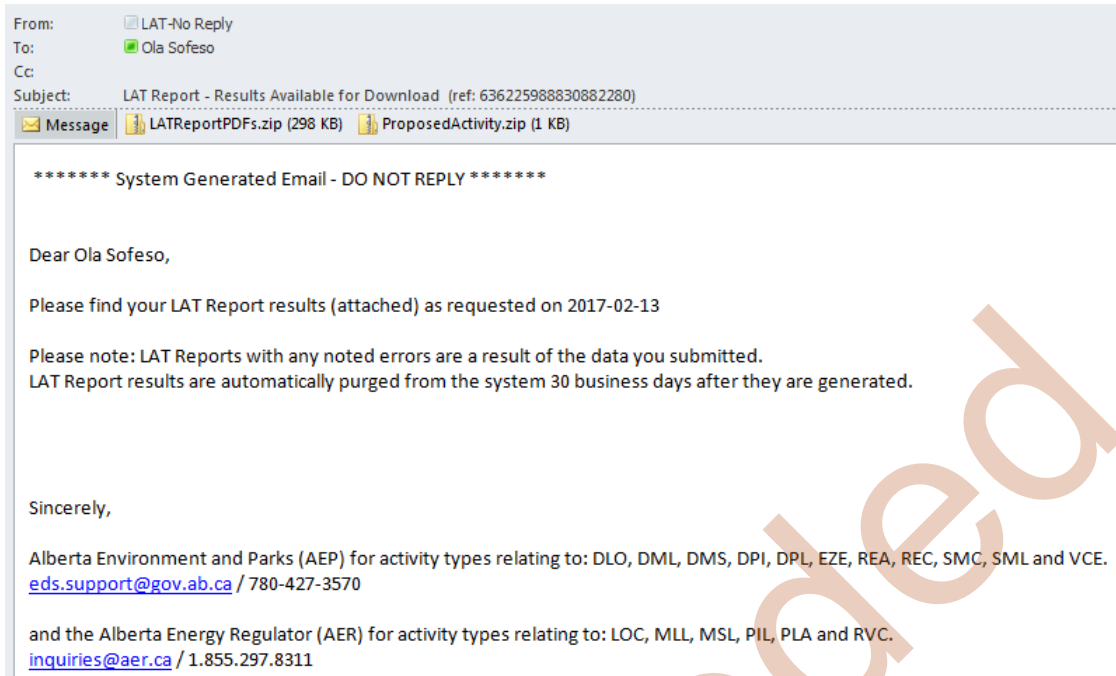 From: LAT-No Reply
To: Ola Sofeso
Cc:
Subject: LAT Report - Results Available for Download (ref: 636225988830882280)
Message LATReportPDFs.zip (298 KB) ProposedActivity.zip (1 KB)
******* System Generated Email - DO NOT REPLY *******
Dear Ola Sofeso,
Please find your LAT Report results (attached) as requested on 2017-02-13
Please note: LAT Reports with any noted errors are a result of the data you submitted.
LAT Report results are automatically purged from the system 30 business days after they are generated.
Sincerely,
Alberta Environment and Parks (AEP) for activity types relating to: DLO, DML, DMS, DPI, DPL, EZE, REA, REC, SMC, SML and VCE.
eds.support@gov.ab.ca / 780-427-3570
and the Alberta Energy Regulator (AER) for activity types relating to: LOC, MLL, MSL, PIL, PLA and RVC.
inquiries@aer.ca / 1.855.297.8311
ded